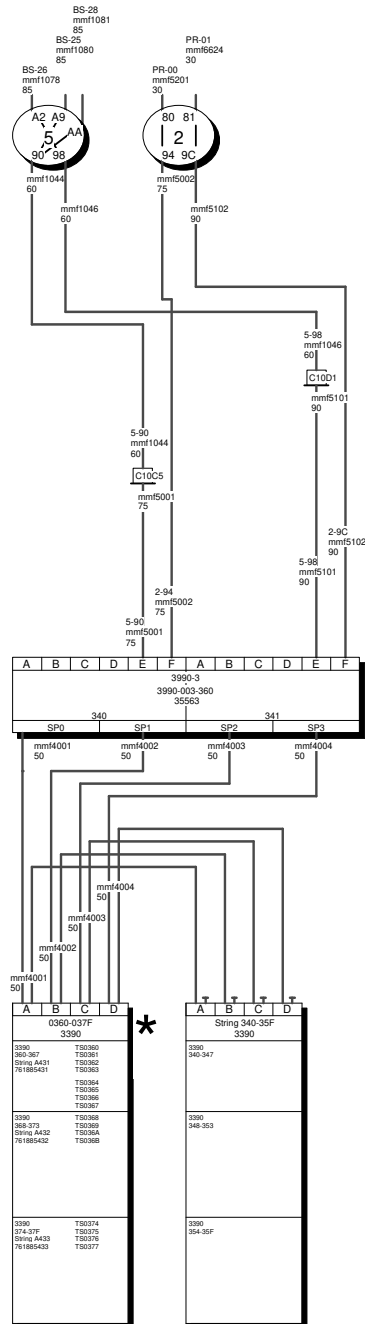 BS-28
mmf1081
85
BS-25
mmf1080
85
BS-26
mmf1078
85
PR-01
mmf6624
30
PR-00
mmf5201
30
A2 A9
AA
5
90 98
80 81
2
94 9C
mmf1044
60
mmf1046
60
mmf5002
75
mmf5102
90
5-98
mmf1046
60
C10D1
mmf5101
90
5-90
mmf1044
60
C10C5
mmf5001
75
2-9C
mmf5102
90
5-98
mmf5101
90
2-94
mmf5002
75
5-90
mmf5001
75
A B C D E F A B C D E F
3990-3
3990-003-360
35563
340 341
SP0 SP1 SP2 SP3
mmf4001
50
mmf4002
50
mmf4003
50
mmf4004
50
mmf4004
50
mmf4003
50
mmf4002
50
mmf4001
50
A B C D
0360-037F
3390
*
3390 TS0360
360-367 TS0361
String A431 TS0362
761885431 TS0363
TS0364
TS0365
TS0366
TS0367
3390 TS0368
368-373 TS0369
String A432 TS036A
761885432 TS036B
3390 TS0374
374-37F TS0375
String A433 TS0376
761885433 TS0377
A B C D
String 340-35F
3390
3390
340-347
3390
348-353
3390
354-35F